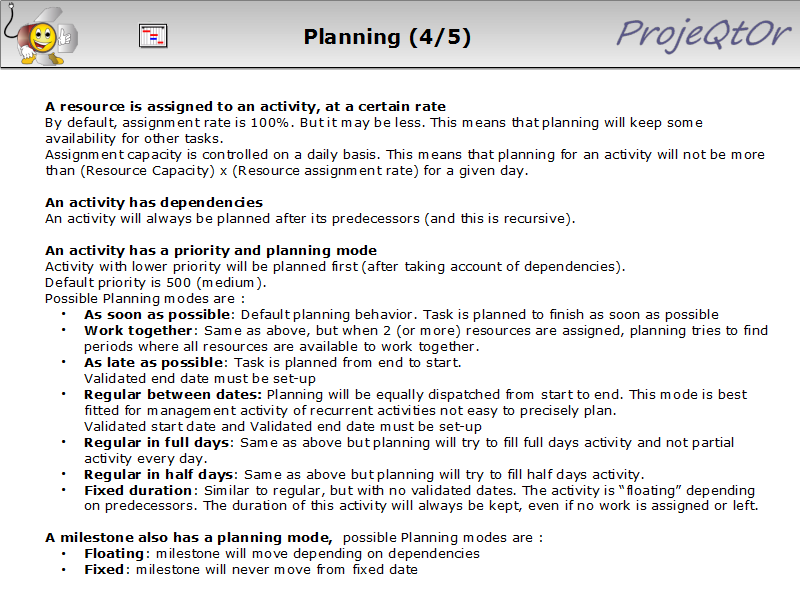 Planning (4/5)
ProjeQtOr
A resource is assigned to an activity, at a certain rate
By default, assignment rate is 100%. But it may be less. This means that planning will keep some
availability for other tasks.
Assignment capacity is controlled on a daily basis. This means that planning for an activity will not be more
than (Resource Capacity) x (Resource assignment rate) for a given day.
An activity has dependencies
An activity will always be planned after its predecessors (and this is recursive).
An activity has a priority and planning mode
Activity with lower priority will be planned first (after taking account of dependencies).
Default priority is 500 (medium).
Possible Planning modes are :
• As soon as possible: Default planning behavior. Task is planned to finish as soon as possible
• Work together: Same as above, but when 2 (or more) resources are assigned, planning tries to find
periods where all resources are available to work together.
• As late as possible: Task is planned from end to start.
Validated end date must be set-up
• Regular between dates: Planning will be equally dispatched from start to end. This mode is best
fitted for management activity of recurrent activities not easy to precisely plan.
Validated start date and Validated end date must be set-up
• Regular in full days: Same as above but planning will try to fill full days activity and not partial
activity every day.
• Regular in half days: Same as above but planning will try to fill half days activity.
• Fixed duration: Similar to regular, but with no validated dates. The activity is “floating” depending
on predecessors. The duration of this activity will always be kept, even if no work is assigned or left.
A milestone also has a planning mode, possible Planning modes are :
• Floating: milestone will move depending on dependencies
• Fixed: milestone will never move from fixed date